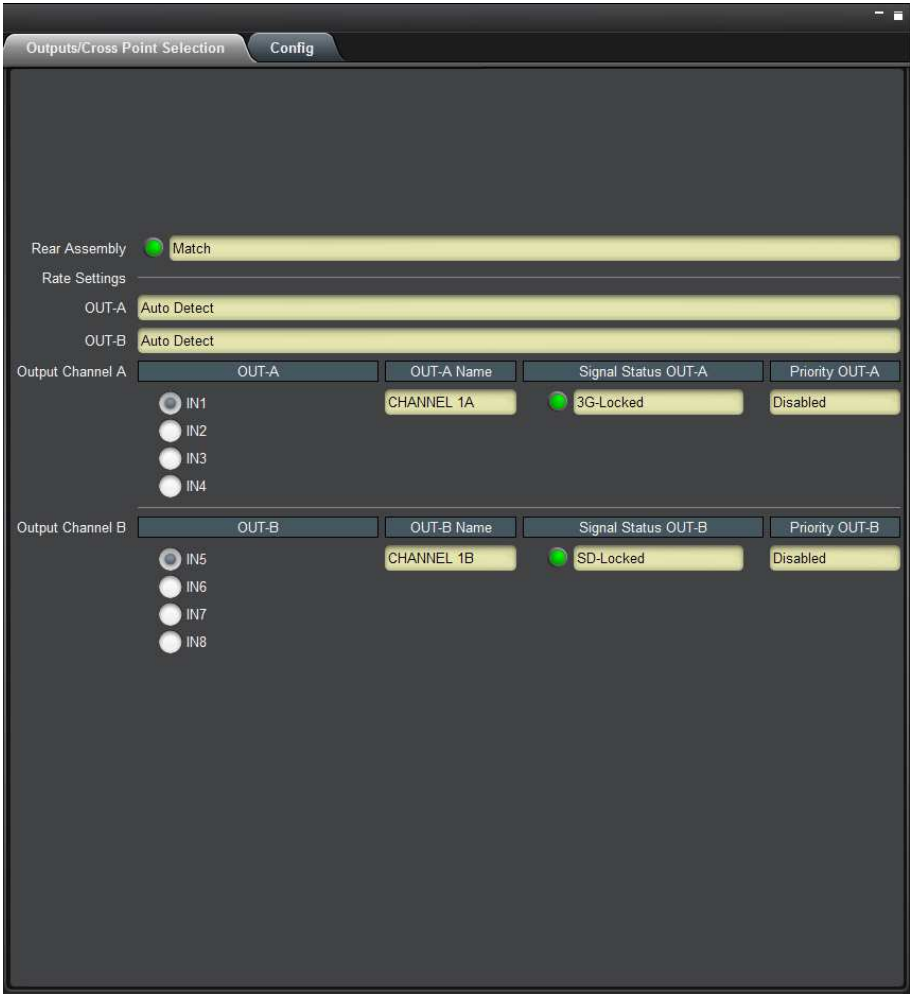 Outputs/Cross Point Selection Config
Rear Assembly Match
Rate Settings
OUT-A Auto Detect
OUT-B Auto Detect
Output Channel A OUT-A OUT-A Name Signal Status OUT-A Priority OUT-A
IN1 CHANNEL 1A 3G-Locked Disabled
IN2
IN3
IN4
Output Channel B OUT-B OUT-B Name Signal Status OUT-B Priority OUT-B
IN5 CHANNEL 1B SD-Locked Disabled
IN6
IN7
IN8